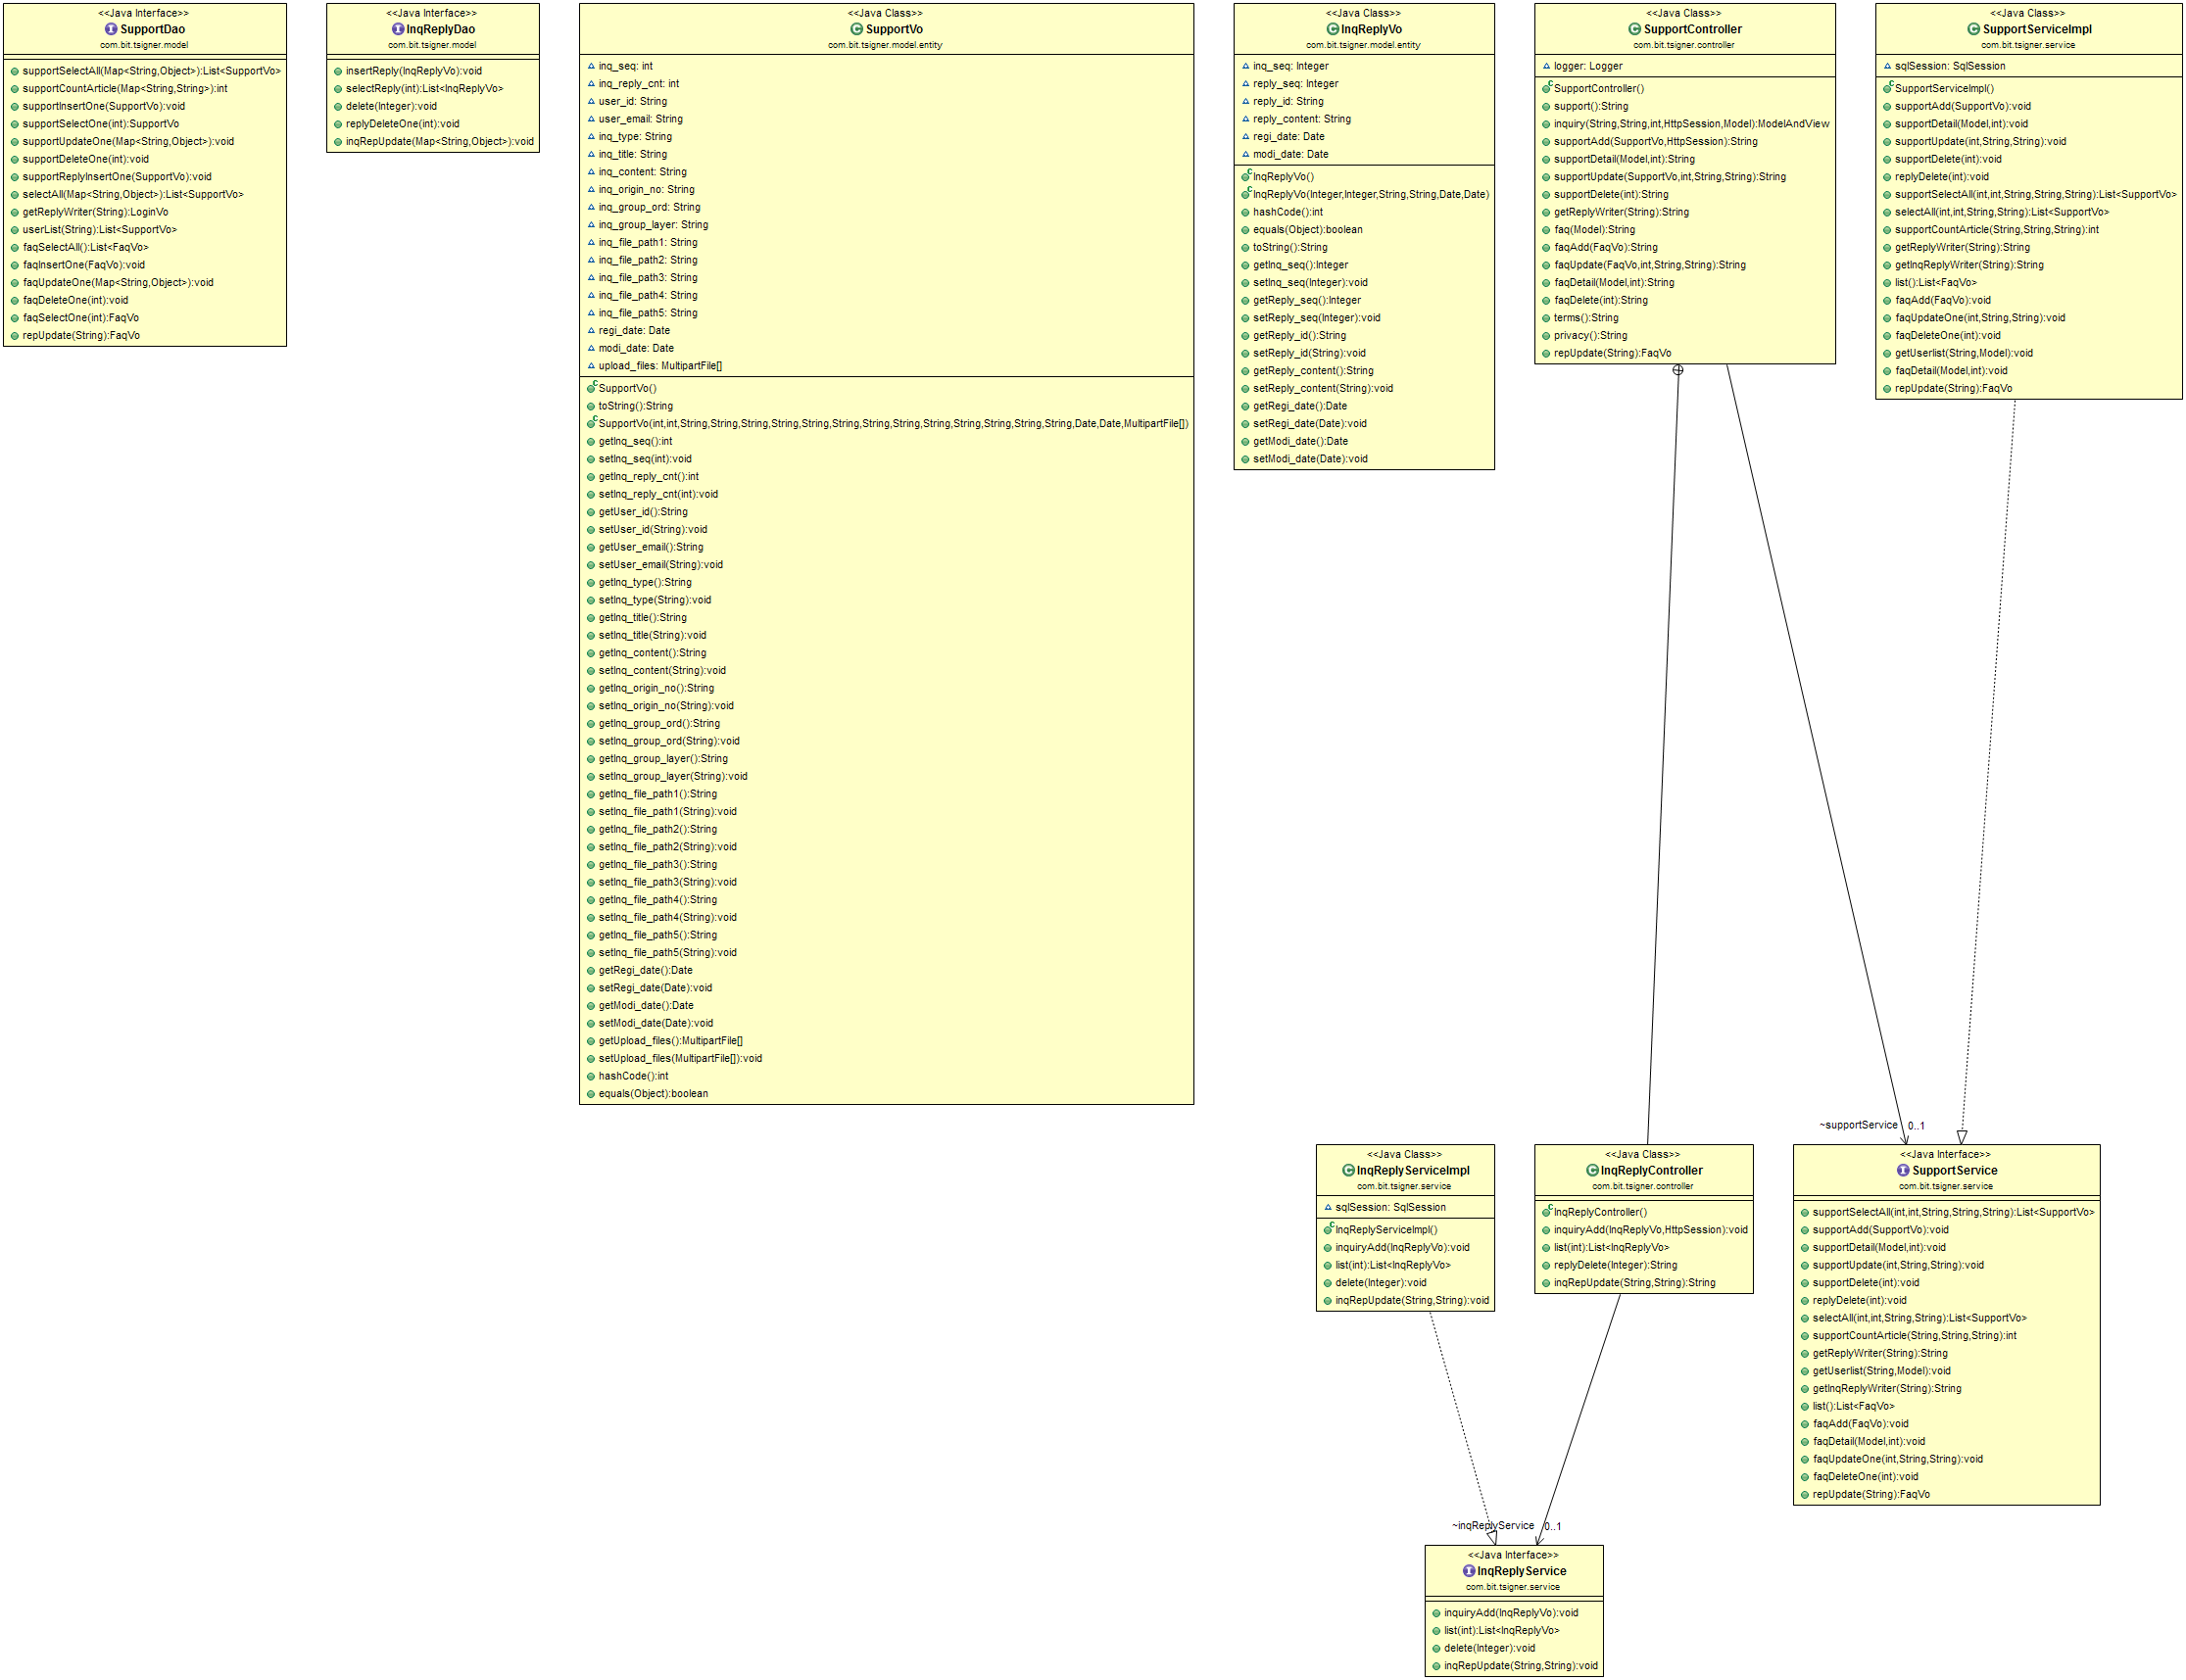 <<Java Interface>>
SupportDao
com.bit.tsigner.model
supportSelectAll(Map<String,Object>):List<SupportVo>
supportCountArticle(Map<String,String>):int
supportInsertOne(SupportVo):void
supportSelectOne(int):SupportVo
supportUpdateOne(Map<String,Object>):void
supportDeleteOne(int):void
supportReplyInsertOne(SupportVo):void
selectAll(Map<String,Object>):List<SupportVo>
getReplyWriter(String):LoginVo
userList(String):List<SupportVo>
faqSelectAll():List<FaqVo>
faqInsertOne(FaqVo):void
faqUpdateOne(Map<String,Object>):void
faqDeleteOne(int):void
faqSelectOne(int):FaqVo
repUpdate(String):FaqVo
<<Java Interface>>
InqReplyDao
com.bit.tsigner.model
insertReply(InqReplyVo):void
selectReply(int):List<InqReplyVo>
delete(Integer):void
replyDeleteOne(int):void
inqRepUpdate(Map<String,Object>):void
<<Java Class>>
SupportVo
com.bit.tsigner.model.entity
inq_seq: int
inq_reply_cnt: int
user_id: String
user_email: String
inq_type: String
inq_title: String
inq_content: String
inq_origin_no: String
inq_group_ord: String
inq_group_layer: String
inq_file_path1: String
inq_file_path2: String
inq_file_path3: String
inq_file_path4: String
inq_file_path5: String
regi_date: Date
modi_date: Date
upload_files: MultipartFile[]
SupportVo()
toString():String
SupportVo(int,int,String,String,String,String,String,String,String,String,String,String,String,String,String,Date,Date,MultipartFile[])
getInq_seq():int
setInq_seq(int):void
getInq_reply_cnt():int
setInq_reply_cnt(int):void
getUser_id():String
setUser_id(String):void
getUser_email():String
setUser_email(String):void
getInq_type():String
setInq_type(String):void
getInq_title():String
setInq_title(String):void
getInq_content():String
setInq_content(String):void
getInq_origin_no():String
setInq_origin_no(String):void
getInq_group_ord():String
setInq_group_ord(String):void
getInq_group_layer():String
setInq_group_layer(String):void
getInq_file_path1():String
setInq_file_path1(String):void
getInq_file_path2():String
setInq_file_path2(String):void
getInq_file_path3():String
setInq_file_path3(String):void
getInq_file_path4():String
setInq_file_path4(String):void
getInq_file_path5():String
setInq_file_path5(String):void
getRegi_date():Date
setRegi_date(Date):void
getModi_date():Date
setModi_date(Date):void
getUpload_files():MultipartFile[]
setUpload_files(MultipartFile[]):void
hashCode():int
equals(Object):boolean
<<Java Class>>
InqReplyVo
com.bit.tsigner.model.entity
inq_seq: Integer
reply_seq: Integer
reply_id: String
reply_content: String
regi_date: Date
modi_date: Date
InqReplyVo()
InqReplyVo(Integer,Integer,String,String,Date,Date)
hashCode():int
equals(Object):boolean
toString():String
getInq_seq():Integer
setInq_seq(Integer):void
getReply_seq():Integer
setReply_seq(Integer):void
getReply_id():String
setReply_id(String):void
getReply_content():String
setReply_content(String):void
getRegi_date():Date
setRegi_date(Date):void
getModi_date():Date
setModi_date(Date):void
<<Java Class>>
SupportController
com.bit.tsigner.controller
logger: Logger
SupportController()
support():String
inquiry(String,String,int,HttpSession,Model):ModelAndView
supportAdd(SupportVo,HttpSession):String
supportDetail(Model,int):String
supportUpdate(SupportVo,int,String,String):String
supportDelete(int):String
getReplyWriter(String):String
faq(Model):String
faqAdd(FaqVo):String
faqUpdate(FaqVo,int,String,String):String
faqDetail(Model,int):String
faqDelete(int):String
terms():String
privacy():String
repUpdate(String):FaqVo
<<Java Class>>
SupportServiceImpl
com.bit.tsigner.service
sqlSession: SqlSession
SupportServiceImpl()
supportAdd(SupportVo):void
supportDetail(Model,int):void
supportUpdate(int,String,String):void
supportDelete(int):void
replyDelete(int):void
supportSelectAll(int,int,String,String,String):List<SupportVo>
selectAll(int,int,String,String):List<SupportVo>
supportCountArticle(String,String,String):int
getReplyWriter(String):String
getInqReplyWriter(String):String
list():List<FaqVo>
faqAdd(FaqVo):void
faqUpdateOne(int,String,String):void
faqDeleteOne(int):void
getUserlist(String,Model):void
faqDetail(Model,int):void
repUpdate(String):FaqVo
~supportService 0..1
<<Java Class>>
InqReplyServiceImpl
com.bit.tsigner.service
sqlSession: SqlSession
InqReplyServiceImpl()
inquiryAdd(InqReplyVo):void
list(int):List<InqReplyVo>
delete(Integer):void
inqRepUpdate(String,String):void
<<Java Class>>
InqReplyController
com.bit.tsigner.controller
InqReplyController()
inquiryAdd(InqReplyVo,HttpSession):void
list(int):List<InqReplyVo>
replyDelete(Integer):String
inqRepUpdate(String,String):String
<<Java Interface>>
SupportService
com.bit.tsigner.service
supportSelectAll(int,int,String,String,String):List<SupportVo>
supportAdd(SupportVo):void
supportDetail(Model,int):void
supportUpdate(int,String,String):void
supportDelete(int):void
replyDelete(int):void
selectAll(int,int,String,String):List<SupportVo>
supportCountArticle(String,String,String):int
getReplyWriter(String):String
getUserlist(String,Model):void
getInqReplyWriter(String):String
list():List<FaqVo>
faqAdd(FaqVo):void
faqDetail(Model,int):void
faqUpdateOne(int,String,String):void
faqDeleteOne(int):void
repUpdate(String):FaqVo
~inqReplyService 0..1
<<Java Interface>>
InqReplyService
com.bit.tsigner.service
inquiryAdd(InqReplyVo):void
list(int):List<InqReplyVo>
delete(Integer):void
inqRepUpdate(String,String):void